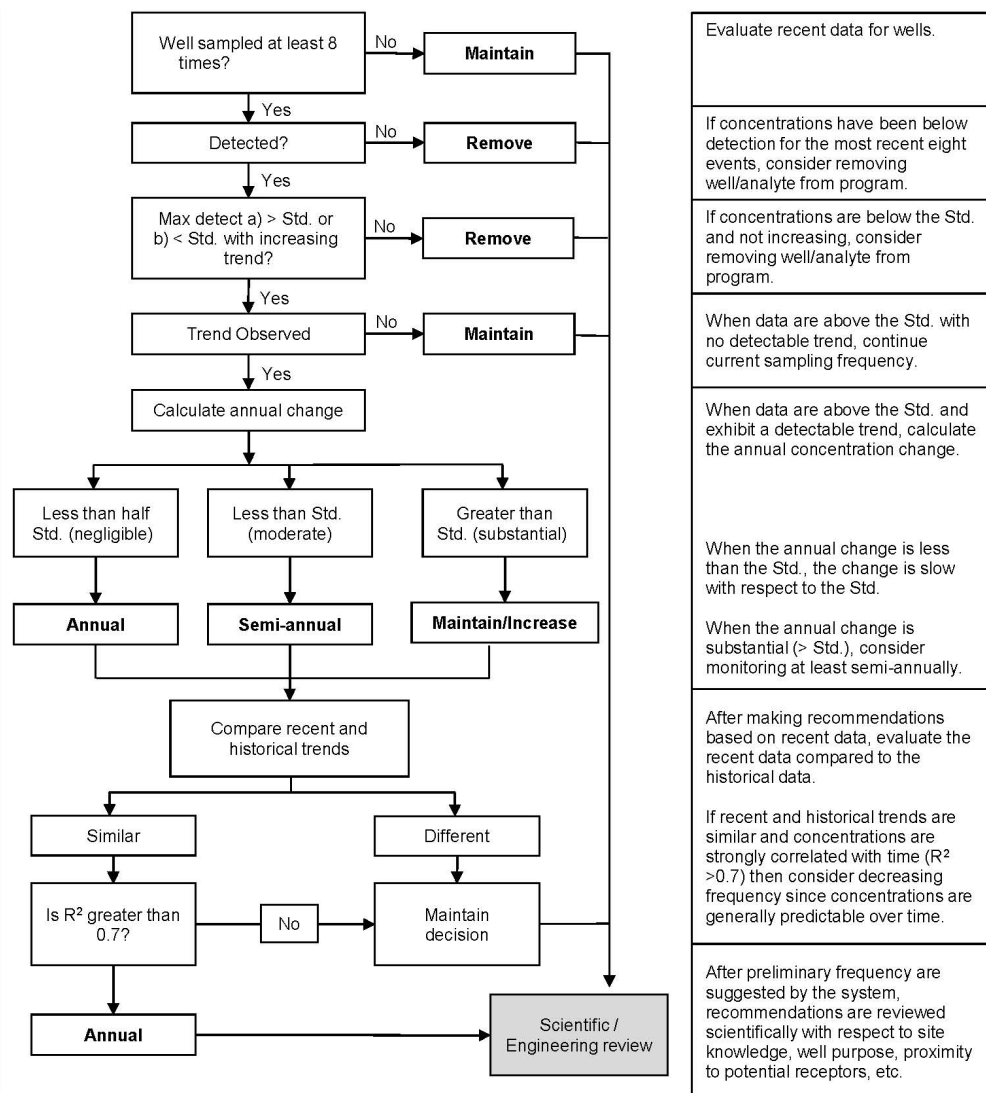 Well sampled at least 8
times?
No
Maintain
Yes
Detected?
No
Remove
Yes
Max detect a) > Std. or
b) < Std. with increasing
trend?
No
Remove
Yes
Trend Observed
No
Maintain
Yes
Calculate annual change
Less than half
Std. (negligible)
Less than Std.
(moderate)
Greater than
Std. (substantial)
Annual
Semi-annual
Maintain/Increase
Compare recent and
historical trends
Similar
Different
Is R² greater than
0.7?
No
Maintain
decision
Annual
Scientific /
Engineering review
Evaluate recent data for wells.
If concentrations have been below
detection for the most recent eight
events, consider removing
well/analyte from program.
If concentrations are below the Std.
and not increasing, consider
removing well/analyte from
program.
When data are above the Std. with
no detectable trend, continue
current sampling frequency.
When data are above the Std. and
exhibit a detectable trend, calculate
the annual concentration change.
When the annual change is less
than the Std., the change is slow
with respect to the Std.
When the annual change is
substantial (> Std.), consider
monitoring at least semi-annually.
After making recommendations
based on recent data, evaluate the
recent data compared to the
historical data.
If recent and historical trends are
similar and concentrations are
strongly correlated with time (R²
>0.7) then consider decreasing
frequency since concentrations are
generally predictable over time.
After preliminary frequency are
suggested by the system,
recommendations are reviewed
scientifically with respect to site
knowledge, well purpose, proximity
to potential receptors, etc.